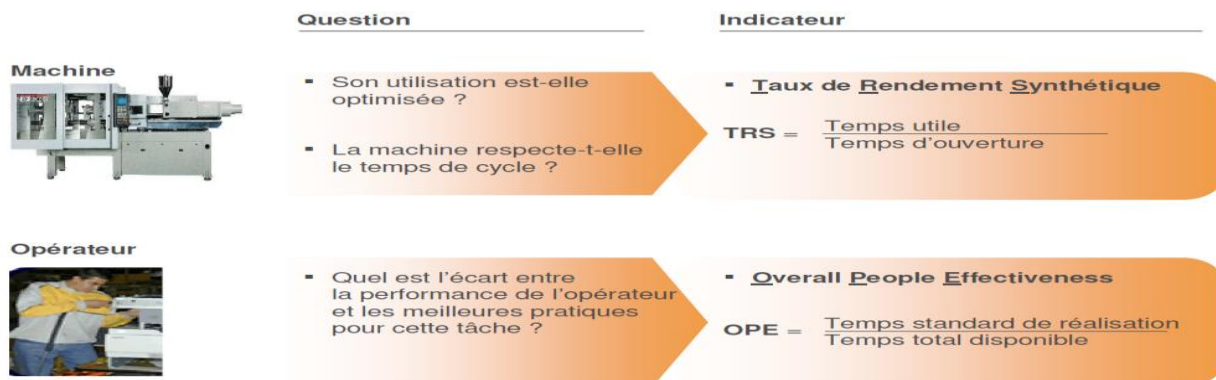 Question
Indicateur
Machine
▪ Son utilisation est-elle
optimisée ?
▪ La machine respecte-t-elle
le temps de cycle ?
▪ Taux de Rendement Synthétique
TRS = Temps utile
Temps d'ouverture
Opérateur
▪ Quel est l'écart entre
la performance de l'opérateur
et les meilleures pratiques
pour cette tâche ?
▪ Overall People Effectiveness
OPE = Temps standard de réalisation
Temps total disponible